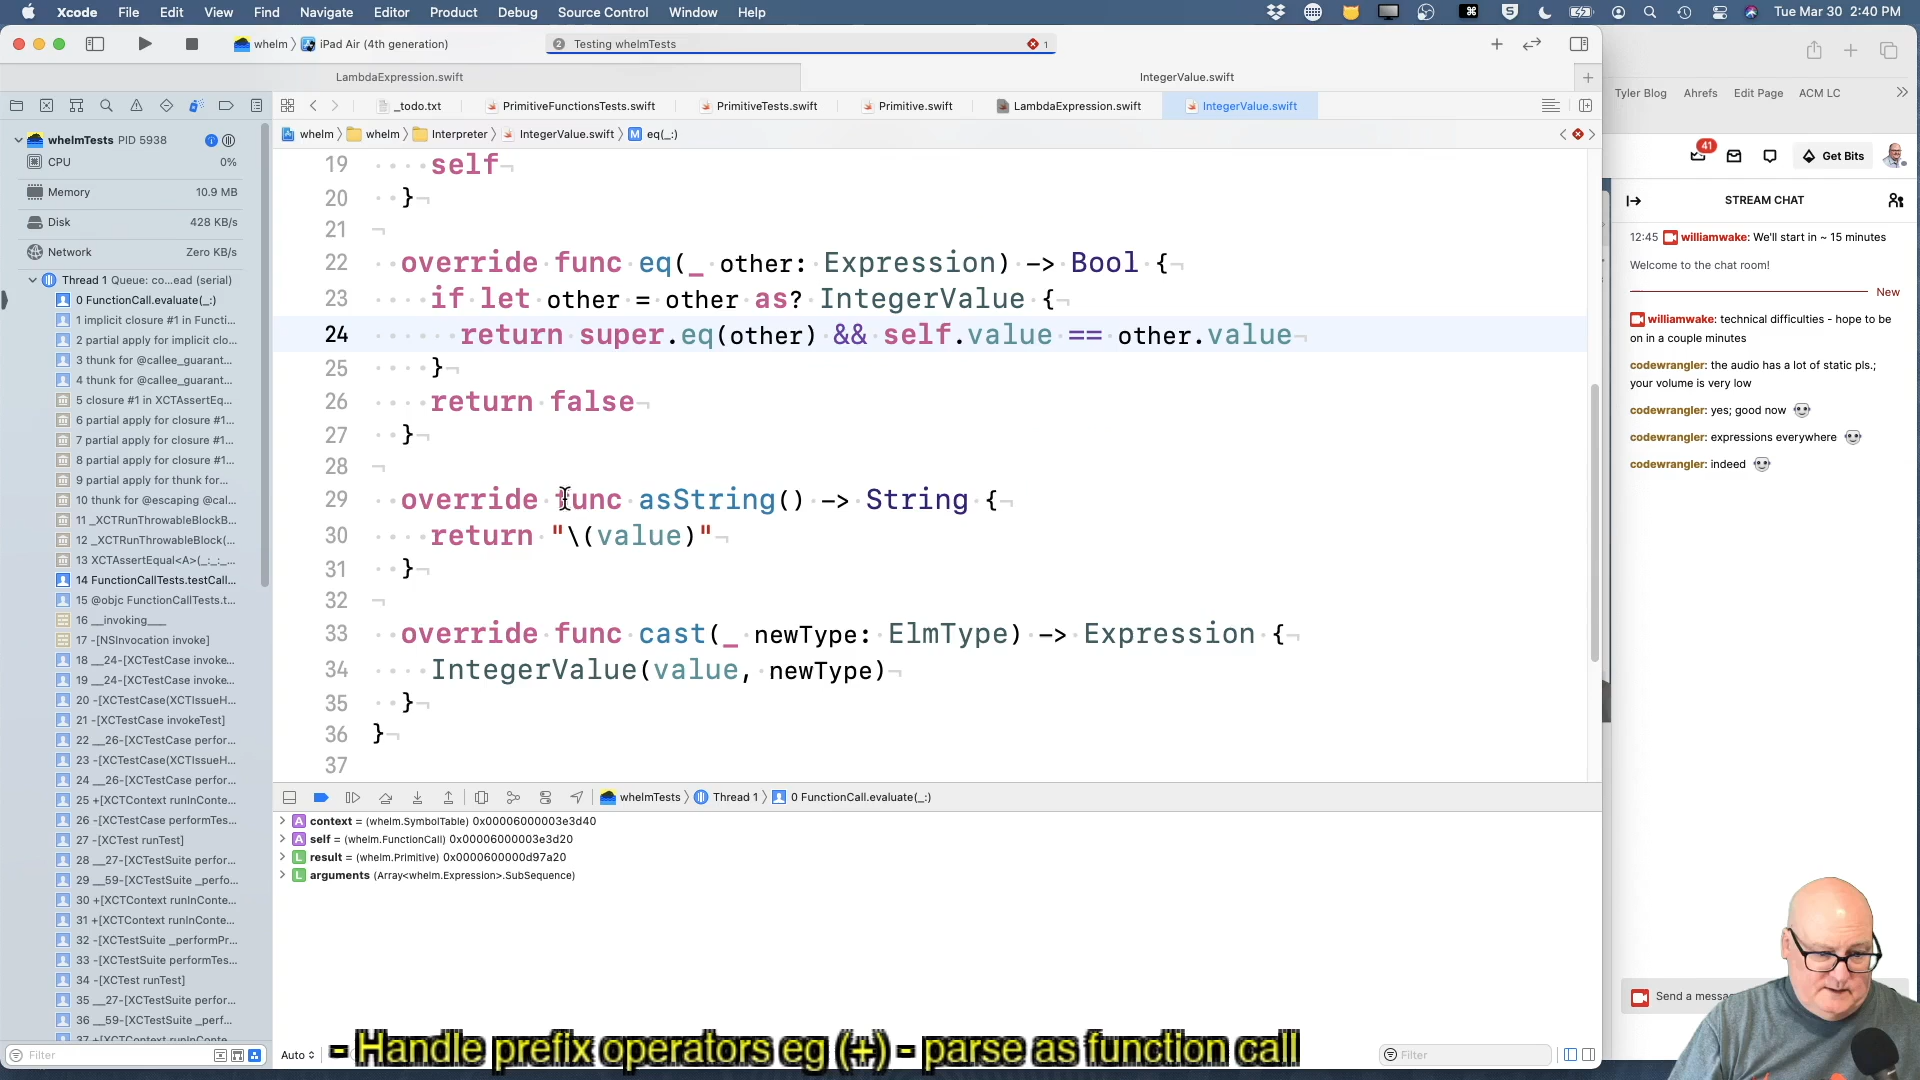 Xcode File Edit View Find Navigate Editor Product Debug Source Control Window Help
Tue Mar 30 2:40 PM
whelm iPad Air (4th generation)
2 Testing whelmTests
1
LambdaExpression.swift
IntegerValue.swift
_todo.txt
PrimitiveFunctionsTests.swift
PrimitiveTests.swift
Primitive.swift
LambdaExpression.swift
IntegerValue.swift
whelm whelm Interpreter IntegerValue.swift M eq(_:)
whelmTests PID 5938
CPU 0%
Memory 10.9 MB
Disk 428 KB/s
Network Zero KB/s
Thread 1 Queue: co...ead (serial)
0 FunctionCall.evaluate(_:)
1 implicit closure #1 in Functi...
2 partial apply for implicit clo...
3 thunk for @callee_guarant...
4 thunk for @callee_guarant...
5 closure #1 in XCTAssertEq...
6 partial apply for closure #1...
7 partial apply for closure #1...
8 partial apply for closure #1...
9 partial apply for thunk for...
10 thunk for @escaping @cal...
11 _XCTRunThrowableBlockB...
12 _XCTRunThrowableBlock(...
13 XCTAssertEqual<A>(_:_:_...
14 FunctionCallTests.testCall...
15 @objc FunctionCallTests.t...
16 __invoking___
17 -[NSInvocation invoke]
18 __24-[XCTestCase invoke...
19 __24-[XCTestCase invoke...
20 -[XCTestCase(XCTIssueH...
21 -[XCTestCase invokeTest]
22 __26-[XCTestCase perfor...
23 -[XCTestCase(XCTIssueH...
24 __26-[XCTestCase perfor...
25 +[XCTContext runInConte...
26 -[XCTestCase performTes...
27 -[XCTest runTest]
28 __27-[XCTestSuite perfor...
29 __59-[XCTestSuite _perfo...
30 +[XCTContext runInConte...
31 +[XCTContext runInConte...
32 -[XCTestSuite _performPr...
33 -[XCTestSuite performTes...
34 -[XCTest runTest]
35 __27-[XCTestSuite perfor...
36 __59-[XCTestSuite _perf...
Filter
19 self
20 }
21
22 override func eq(_ other: Expression) -> Bool {
23 if let other = other as? IntegerValue {
24 return super.eq(other) && self.value == other.value
25 }
26 return false
27 }
28
29 override func asString() -> String {
30 return "\(value)"
31 }
32
33 override func cast(_ newType: ElmType) -> Expression {
34 IntegerValue(value, newType)
35 }
36 }
37
whelmTests Thread 1 0 FunctionCall.evaluate(_:)
A context = (whelm.SymbolTable) 0x00006000003e3d40
A self = (whelm.FunctionCall) 0x00006000003e3d20
L result = (whelm.Primitive) 0x0000600000d97a20
L arguments (Array<whelm.Expression>.SubSequence)
Auto
Filter
- Handle prefix operators eg (+) - parse as function call
Tyler Blog Ahrefs Edit Page ACM LC
41
Get Bits
STREAM CHAT
12:45 williamwake: We'll start in ~ 15 minutes
Welcome to the chat room!
New
williamwake: technical difficulties - hope to be
on in a couple minutes
codewrangler: the audio has a lot of static pls.;
your volume is very low
codewrangler: yes; good now
codewrangler: expressions everywhere
codewrangler: indeed
Send a messa